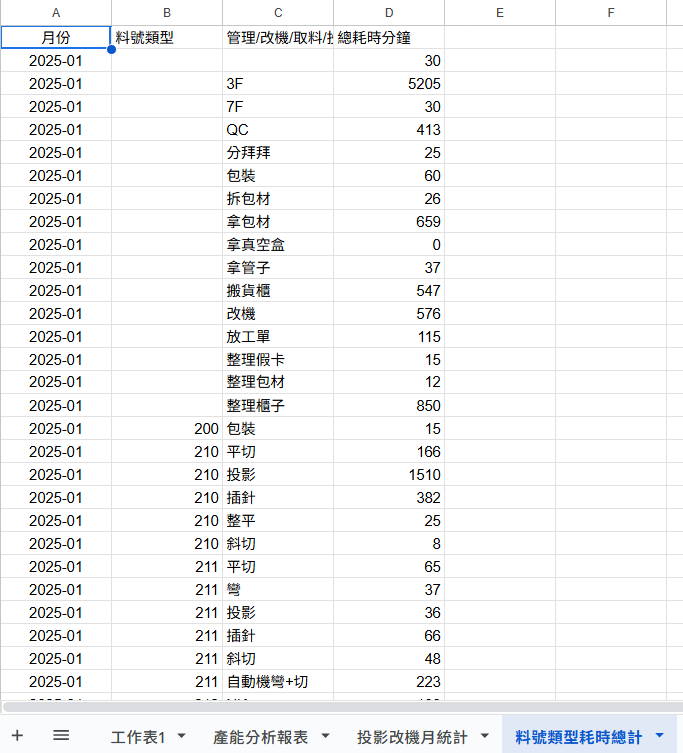 A B C D E F
月份 料號類型 管理/改機/取料/ 總耗時分鐘
2025-01 30
2025-01 3F 5205
2025-01 7F 30
2025-01 QC 413
2025-01 分拜拜 25
2025-01 包裝 60
2025-01 拆包材 26
2025-01 拿包材 659
2025-01 拿真空盒 0
2025-01 拿管子 37
2025-01 搬貨櫃 547
2025-01 改機 576
2025-01 放工單 115
2025-01 整理假卡 15
2025-01 整理包材 12
2025-01 整理櫃子 850
2025-01 200 包裝 15
2025-01 210 平切 166
2025-01 210 投影 1510
2025-01 210 插針 382
2025-01 210 整平 25
2025-01 210 斜切 8
2025-01 211 平切 65
2025-01 211 彎 37
2025-01 211 投影 36
2025-01 211 插針 66
2025-01 211 斜切 48
2025-01 211 自動機彎+切 223
工作表1 產能分析報表 投影改機月統計 料號類型耗時總計